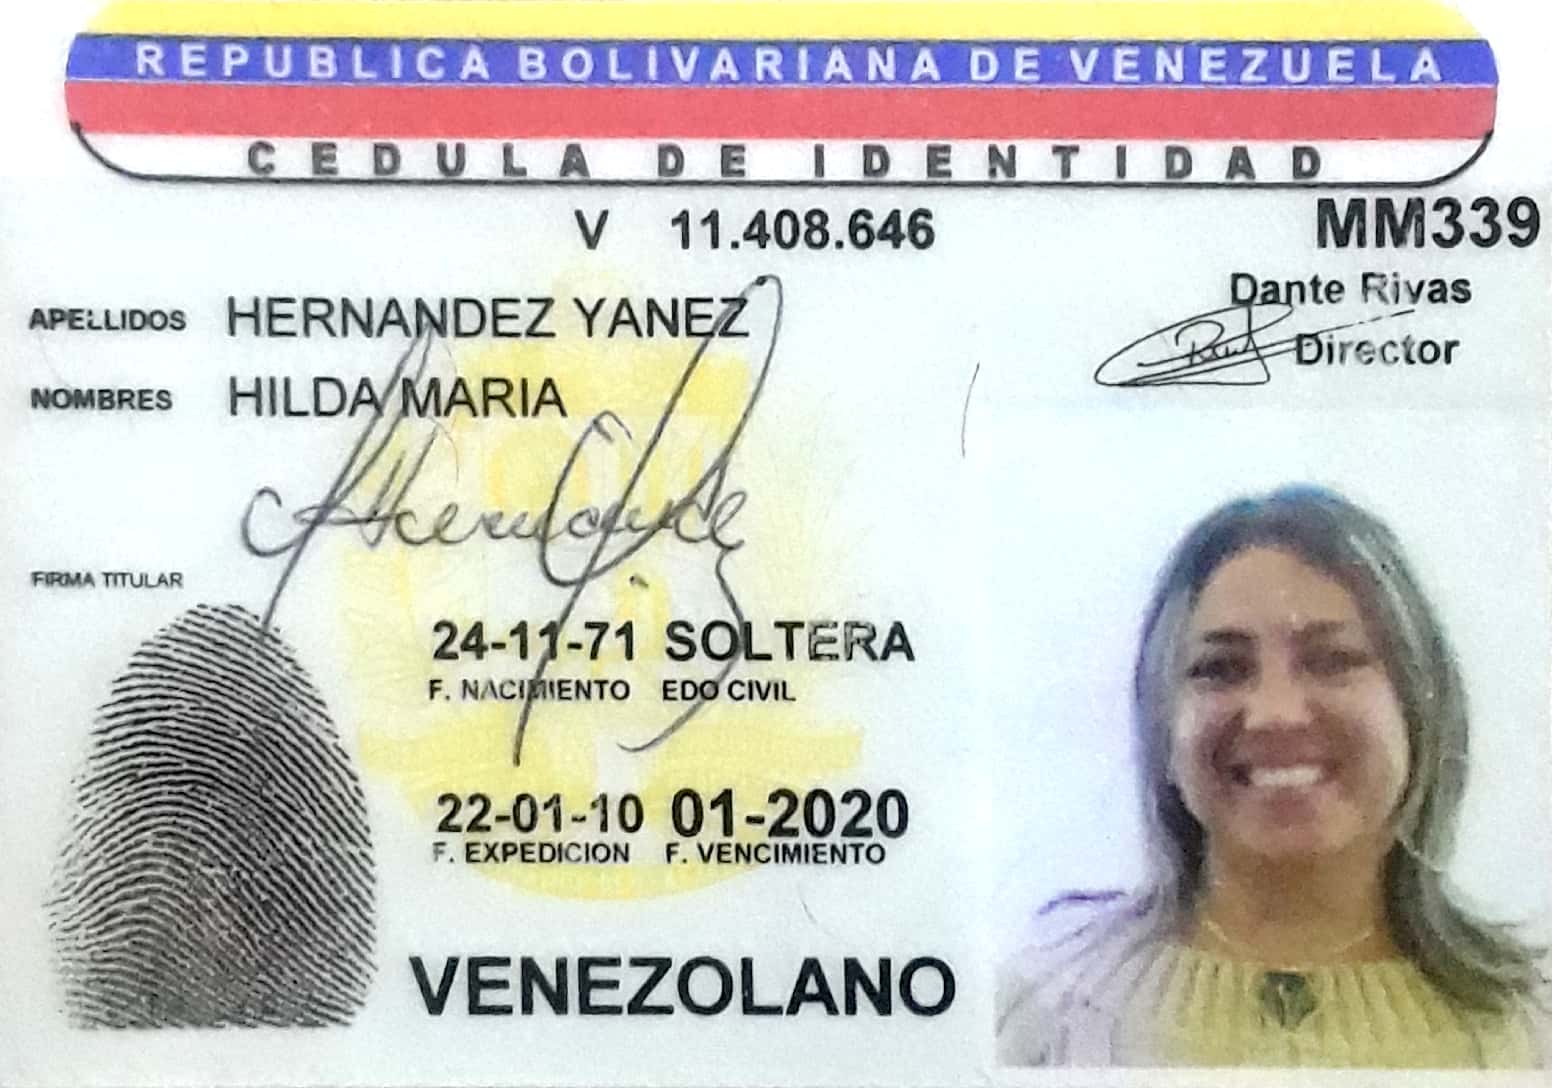 REPUBLICA BOLIVARIANA DE VENEZUELA
CEDULA DE IDENTIDAD
V 11.408.646
MM339
Dante Rivas
Director
APELLIDOS HERNANDEZ YANEZ
NOMBRES HILDA MARIA
FIRMA TITULAR
24-11-71 SOLTERA
F. NACIMIENTO EDO CIVIL
22-01-10 01-2020
F. EXPEDICION F. VENCIMIENTO
VENEZOLANO